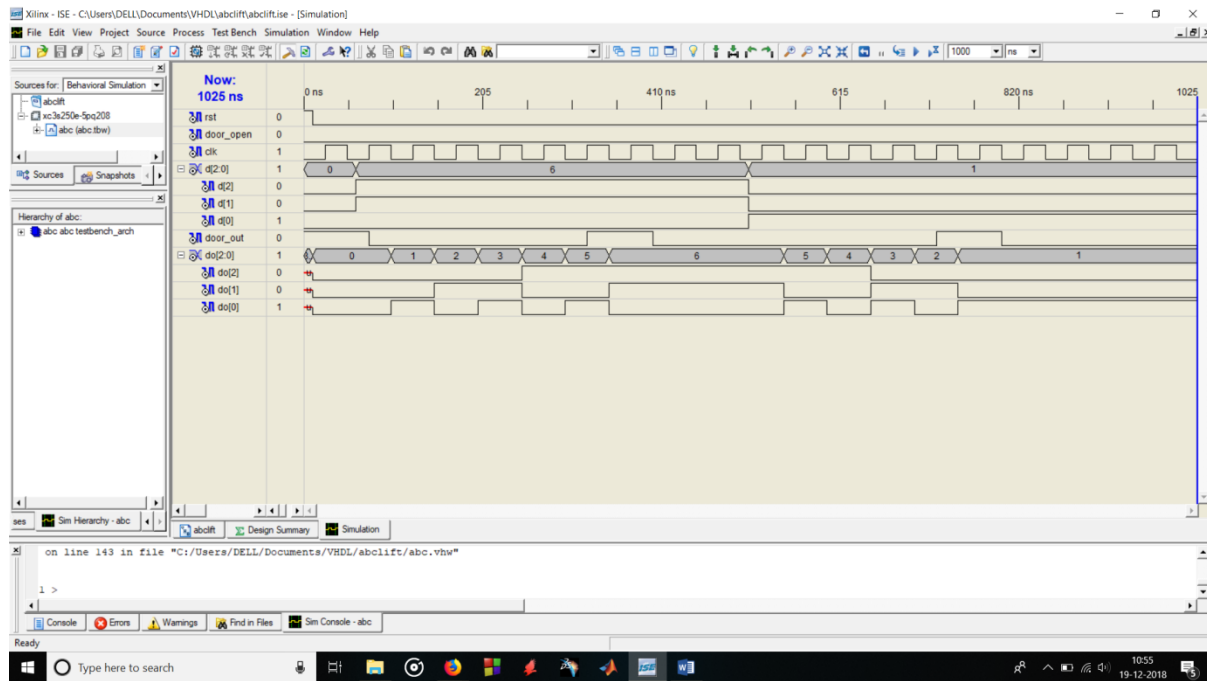 Xilinx - ISE - C:\Users\DELL\Documents\VHDL\abclift\abclift.ise - [Simulation]
File Edit View Project Source Process Test Bench Simulation Window Help
1000 ns
Sources for: Behavioral Simulation
abclift
xc3s250e-5pq208
abc (abc.tbw)
Sources Snapshots
Hierarchy of abc:
abc abc testbench_arch
ses Sim Hierarchy - abc
Now:
1025 ns
0 ns 205 410 ns 615 820 ns 1025
rst 0
door_open 0
clk 1
d[2:0] 1 0 6 1
d[2] 0
d[1] 0
d[0] 1
door_out 0
do[2:0] 1 0 1 2 3 4 5 6 5 4 3 2 1
do[2] 0 U
do[1] 0 U
do[0] 1 U
abclift Design Summary Simulation
on line 143 in file "C:/Users/DELL/Documents/VHDL/abclift/abc.vhw"
1 >
Console Errors Warnings Find in Files Sim Console - abc
Ready
Type here to search
ISE
W
10:55
19-12-2018
5